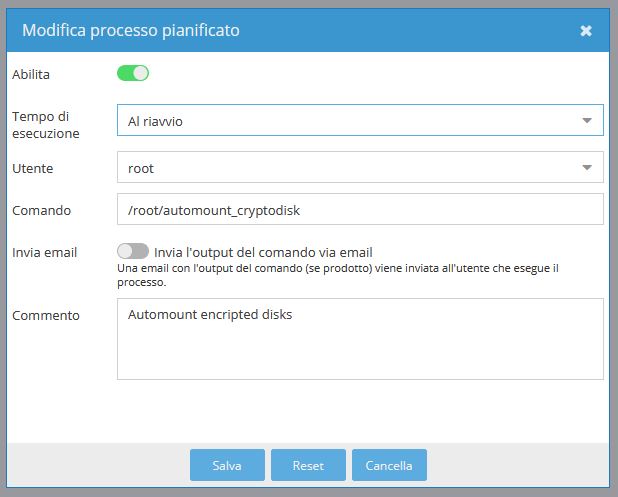 Modifica processo pianificato
Abilita
Tempo di
esecuzione
Al riavvio
Utente
root
Comando
/root/automount_cryptodisk
Invia email
Invia l'output del comando via email
Una email con l'output del comando (se prodotto) viene inviata all'utente che esegue il
processo.
Commento
Automount encripted disks
Salva
Reset
Cancella